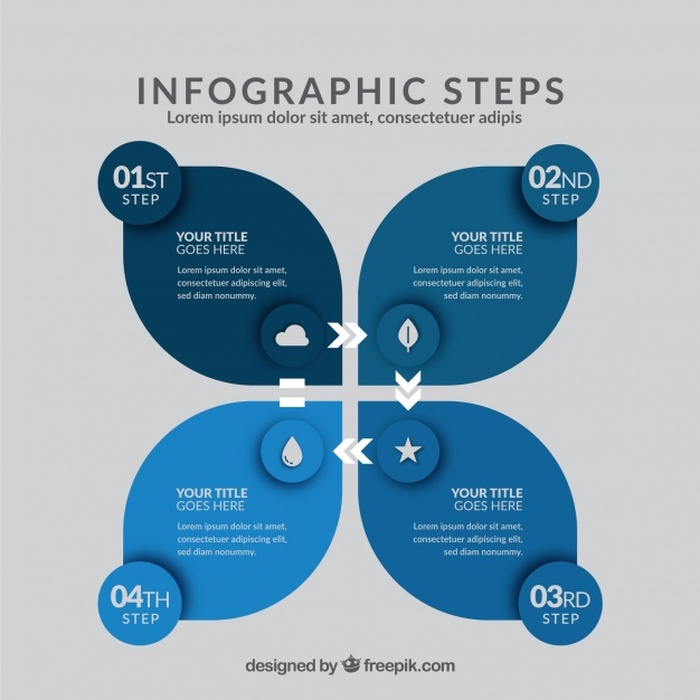 INFOGRAPHIC STEPS
Lorem ipsum dolor sit amet, consectetuer adipis
01ST
STEP
YOUR TITLE
GOES HERE
Lorem ipsum dolor sit amet,
consectetur adipiscing elit,
sed diam nonummy.
02ND
STEP
YOUR TITLE
GOES HERE
Lorem ipsum dolor sit amet,
consectetur adipiscing elit,
sed diam nonummy.
03RD
STEP
YOUR TITLE
GOES HERE
Lorem ipsum dolor sit amet,
consectetur adipiscing elit,
sed diam nonummy.
04TH
STEP
YOUR TITLE
GOES HERE
Lorem ipsum dolor sit amet,
consectetur adipiscing elit,
sed diam nonummy.
designed by freepik.com